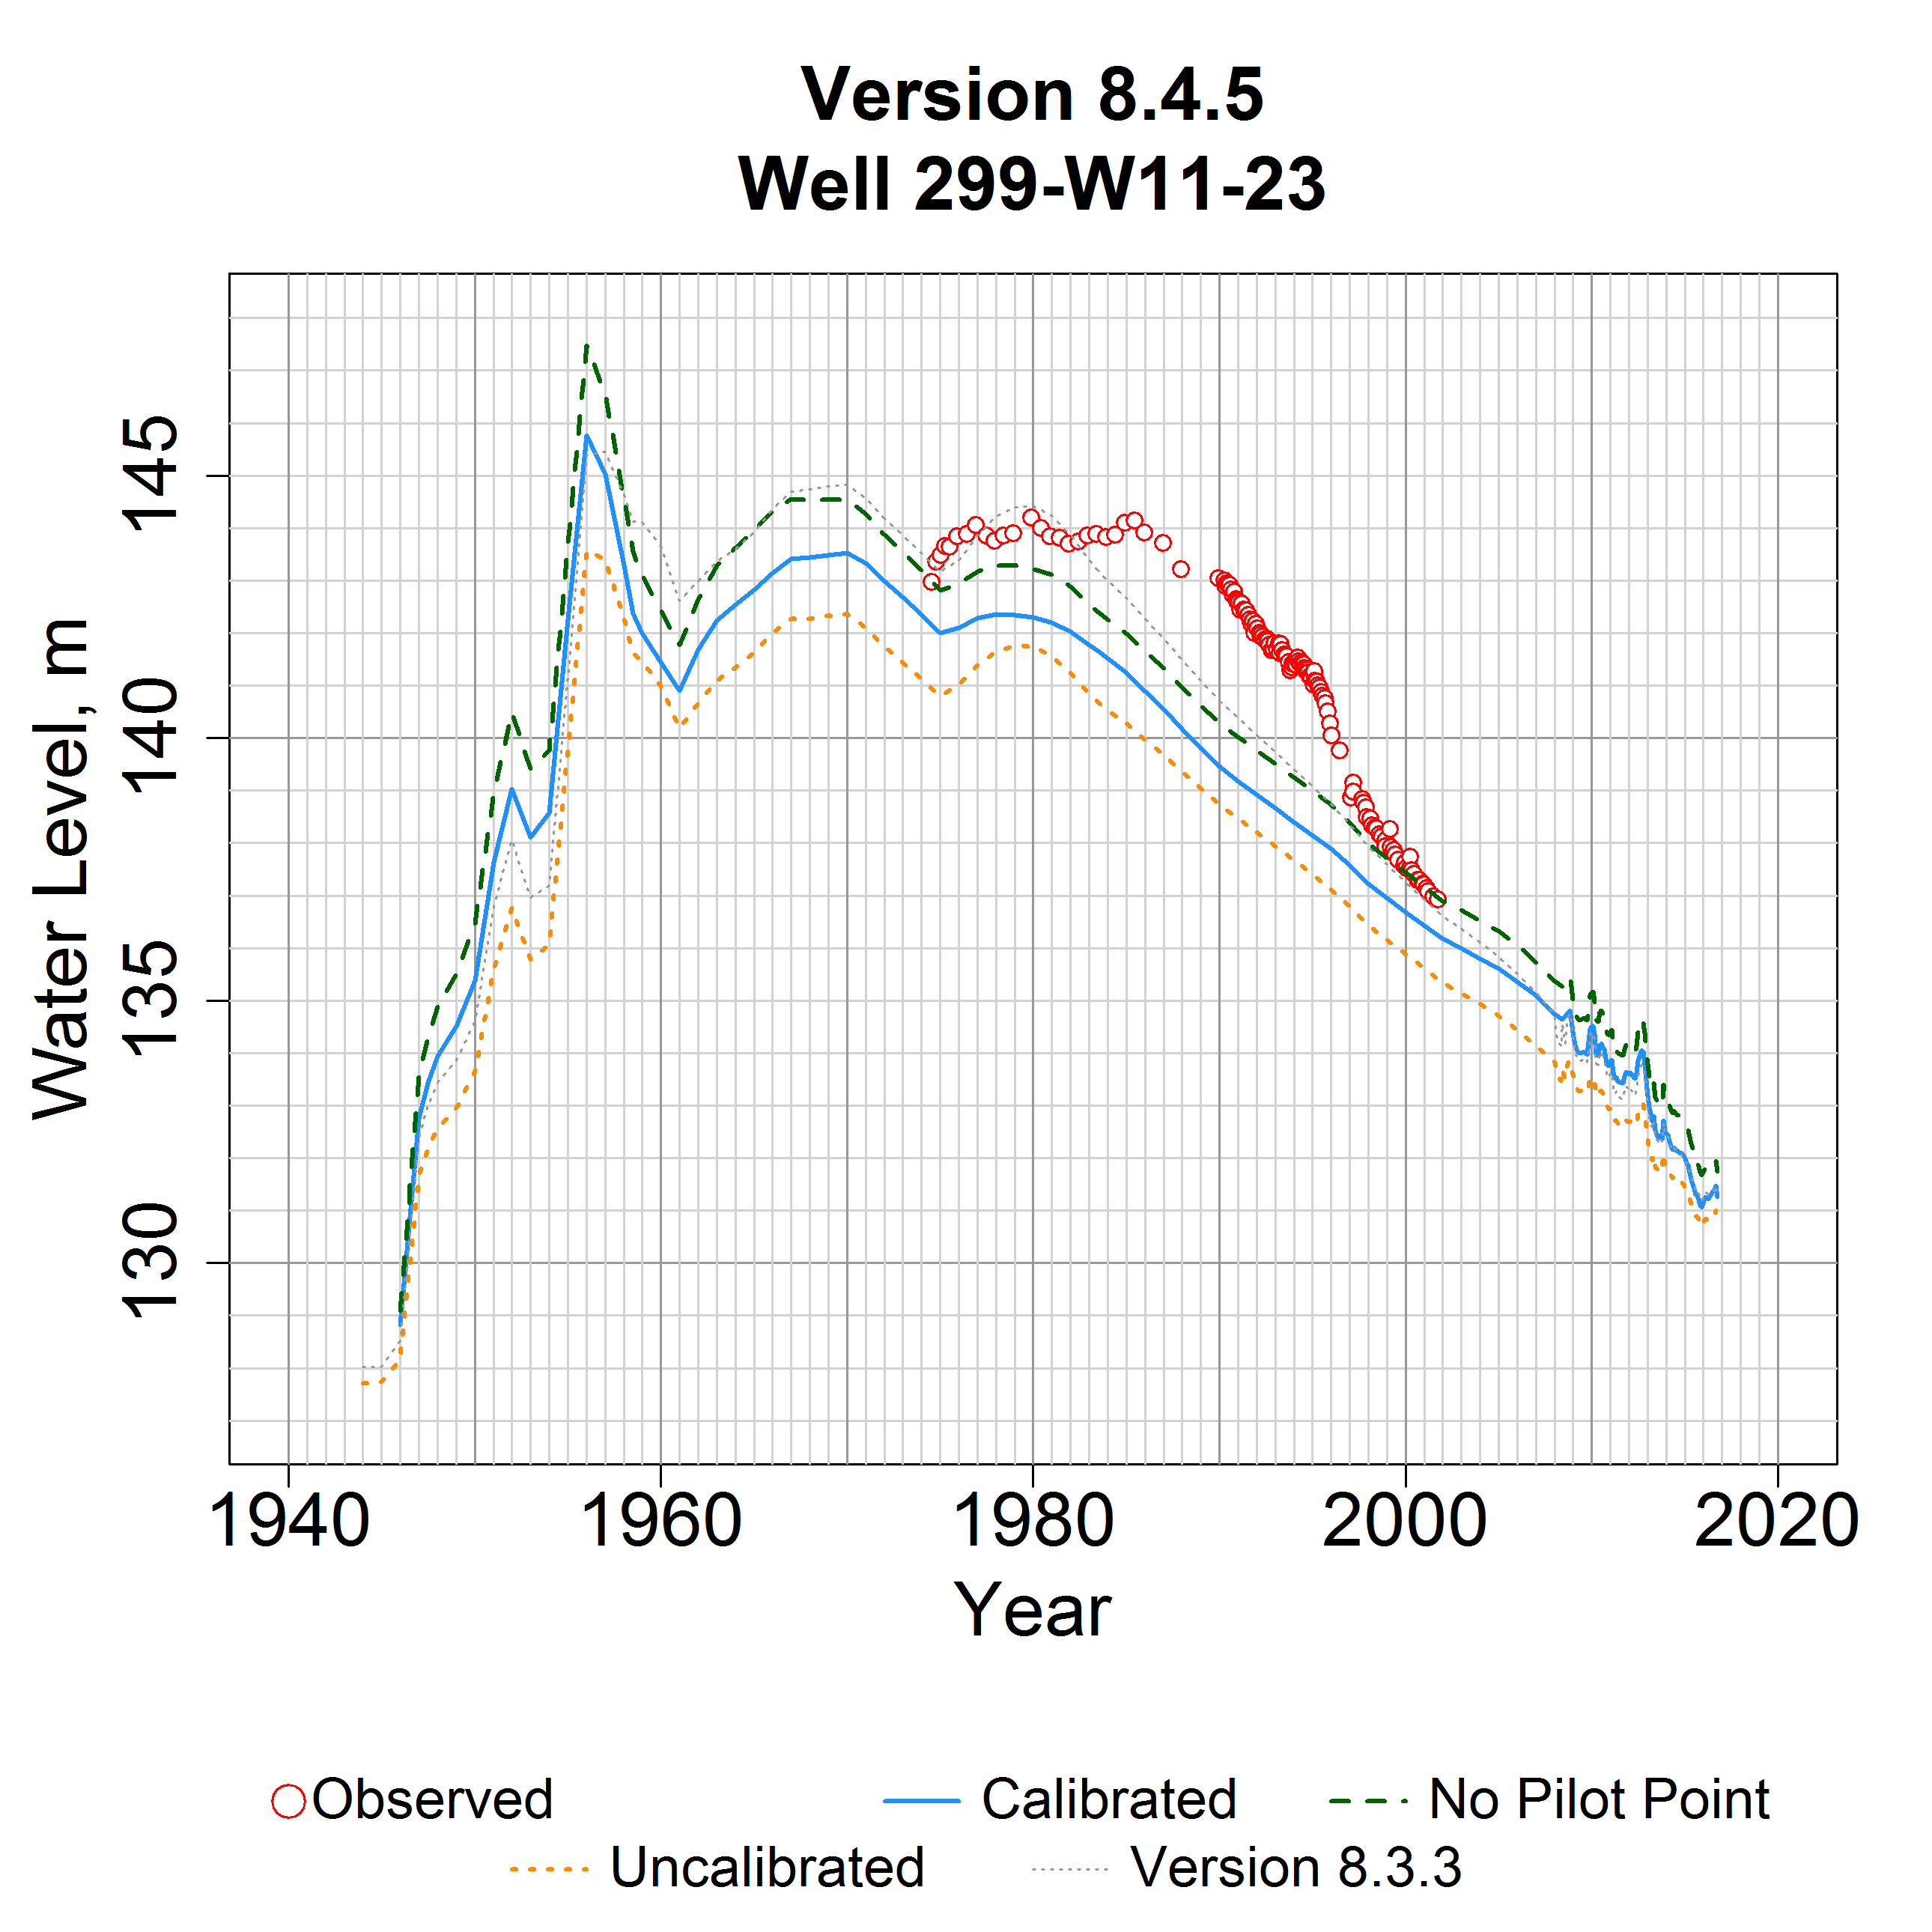 Version 8.4.5
Well 299-W11-23
Water Level, m
145
140
135
130
1940 1960 1980 2000 2020
Year
Observed Calibrated No Pilot Point
Uncalibrated Version 8.3.3